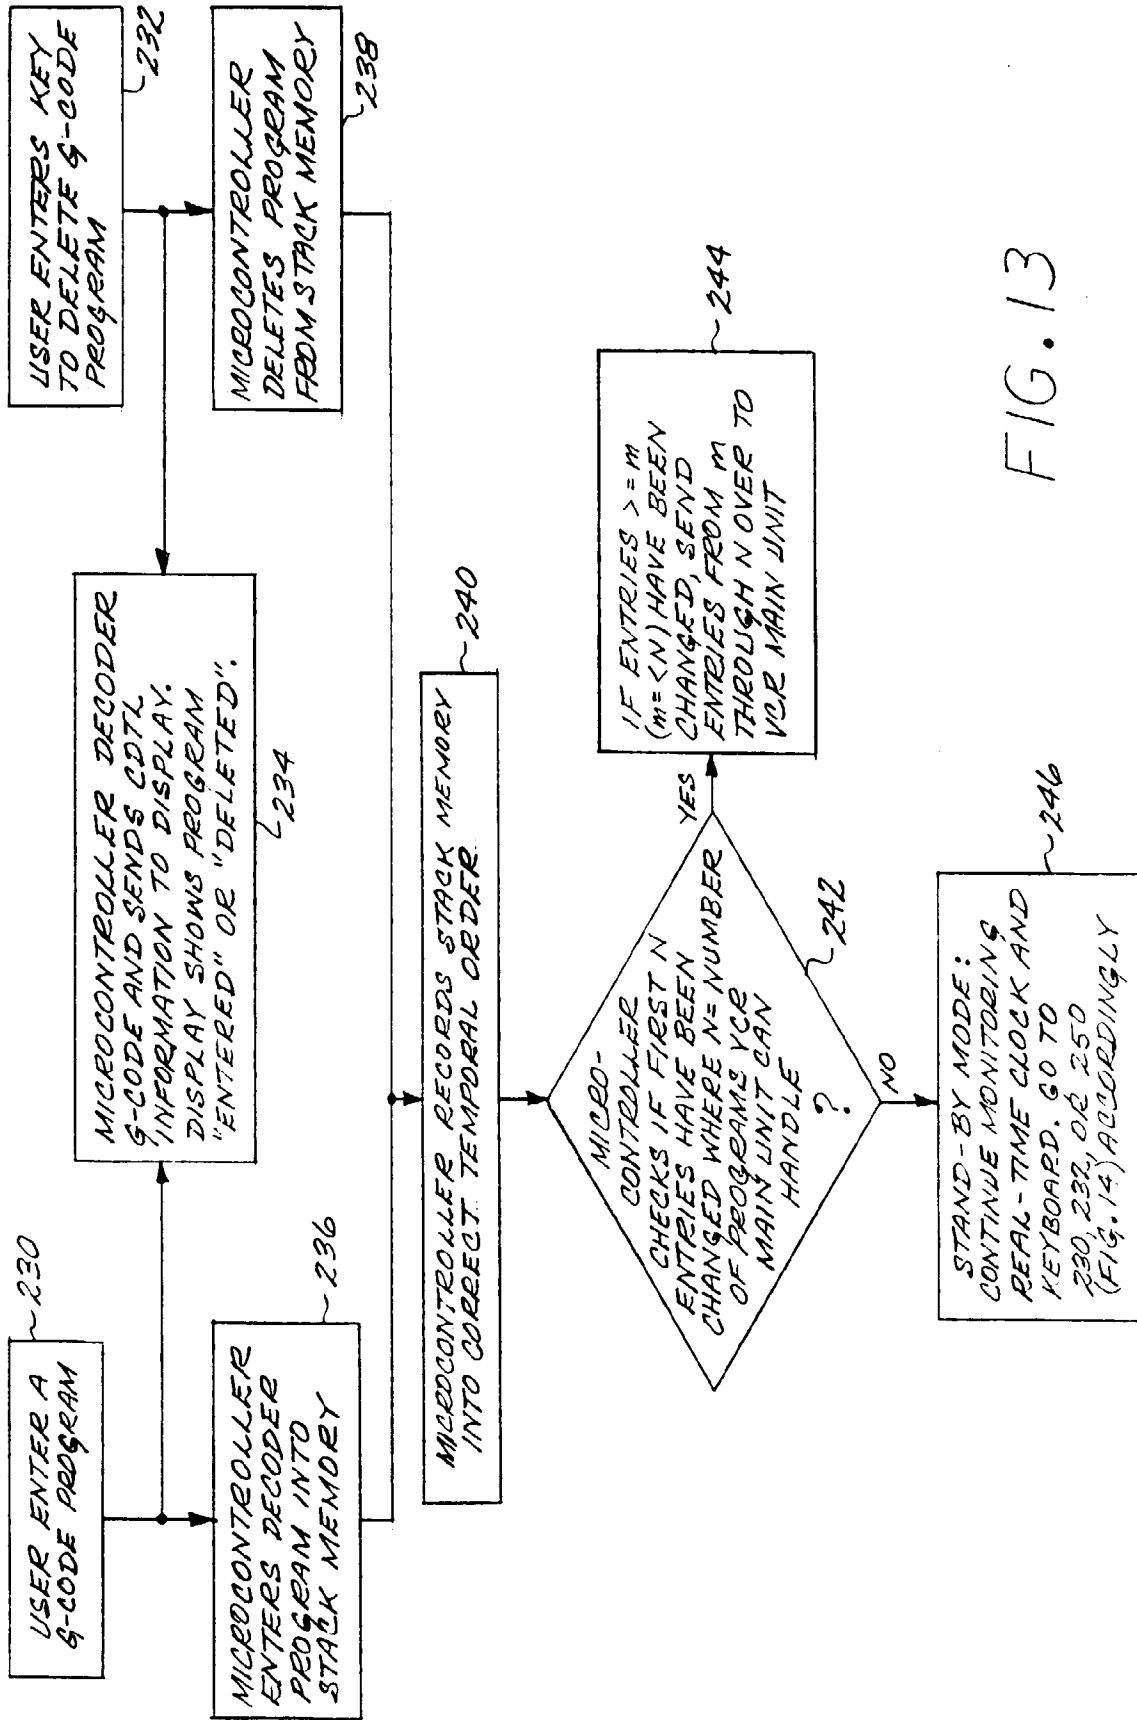 USER ENTER A
G-CODE PROGRAM
230
USER ENTERS KEY
TO DELETE G-CODE
PROGRAM
232
MICROCONTROLLER DECODER
G-CODE AND SENDS CDTL
INFORMATION TO DISPLAY.
DISPLAY SHOWS PROGRAM
"ENTERED" OR "DELETED".
234
MICROCONTROLLER
ENTERS DECODER
PROGRAM INTO
STACK MEMORY
236
MICROCONTROLLER
DELETES PROGRAM
FROM STACK MEMORY
238
MICROCONTROLLER RECORDS STACK MEMORY
INTO CORRECT TEMPORAL ORDER
240
MICRO-
CONTROLLER
CHECKS IF FIRST N
ENTRIES HAVE BEEN
CHANGED WHERE N= NUMBER
OF PROGRAMS VCR
MAIN UNIT CAN
HANDLE
?
242
YES
IF ENTRIES >= m
(m=<N) HAVE BEEN
CHANGED, SEND
ENTRIES FROM m
THROUGH N OVER TO
VCR MAIN UNIT
244
NO
STAND-BY MODE:
CONTINUE MONITORING
REAL-TIME CLOCK AND
KEYBOARD. GO TO
230, 232, OR 250
(FIG. 14) ACCORDINGLY
246
FIG. 13